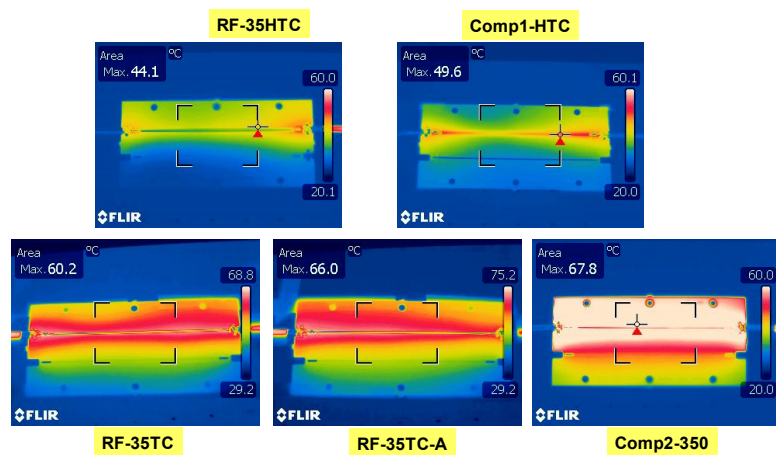 RF-35HTC
Comp1-HTC
Area °C
Max. 44.1
60.0
20.1
FLIR
Area °C
Max. 49.6
60.1
20.0
FLIR
Area °C
Max. 60.2
68.8
29.2
FLIR
Area °C
Max. 66.0
75.2
29.2
FLIR
Area °C
Max. 67.8
60.0
20.0
FLIR
RF-35TC
RF-35TC-A
Comp2-350